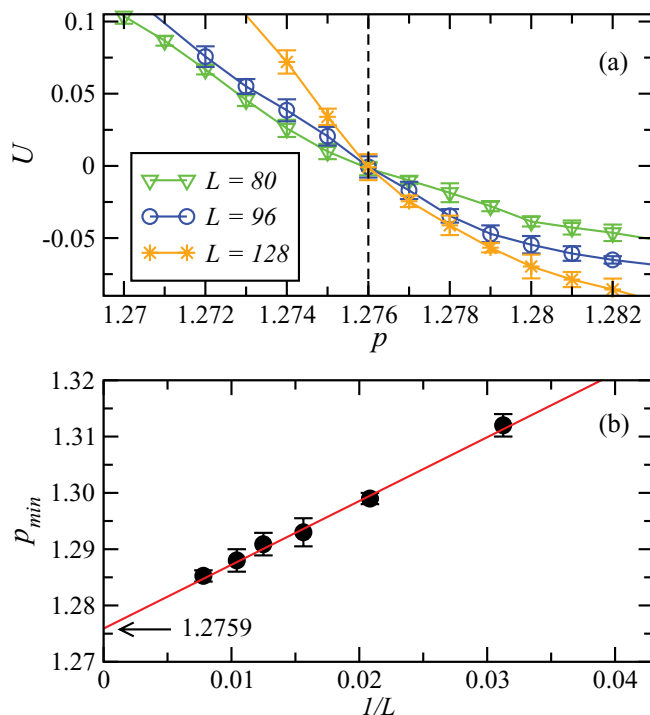 0.1
(a)
0.05
U
0
L = 80
L = 96
L = 128
-0.05
1.27 1.272 1.274 1.276 1.278 1.28 1.282
p
1.32
(b)
1.31
1.30
p_min
1.29
1.28
1.2759
1.27
0 0.01 0.02 0.03 0.04
1/L